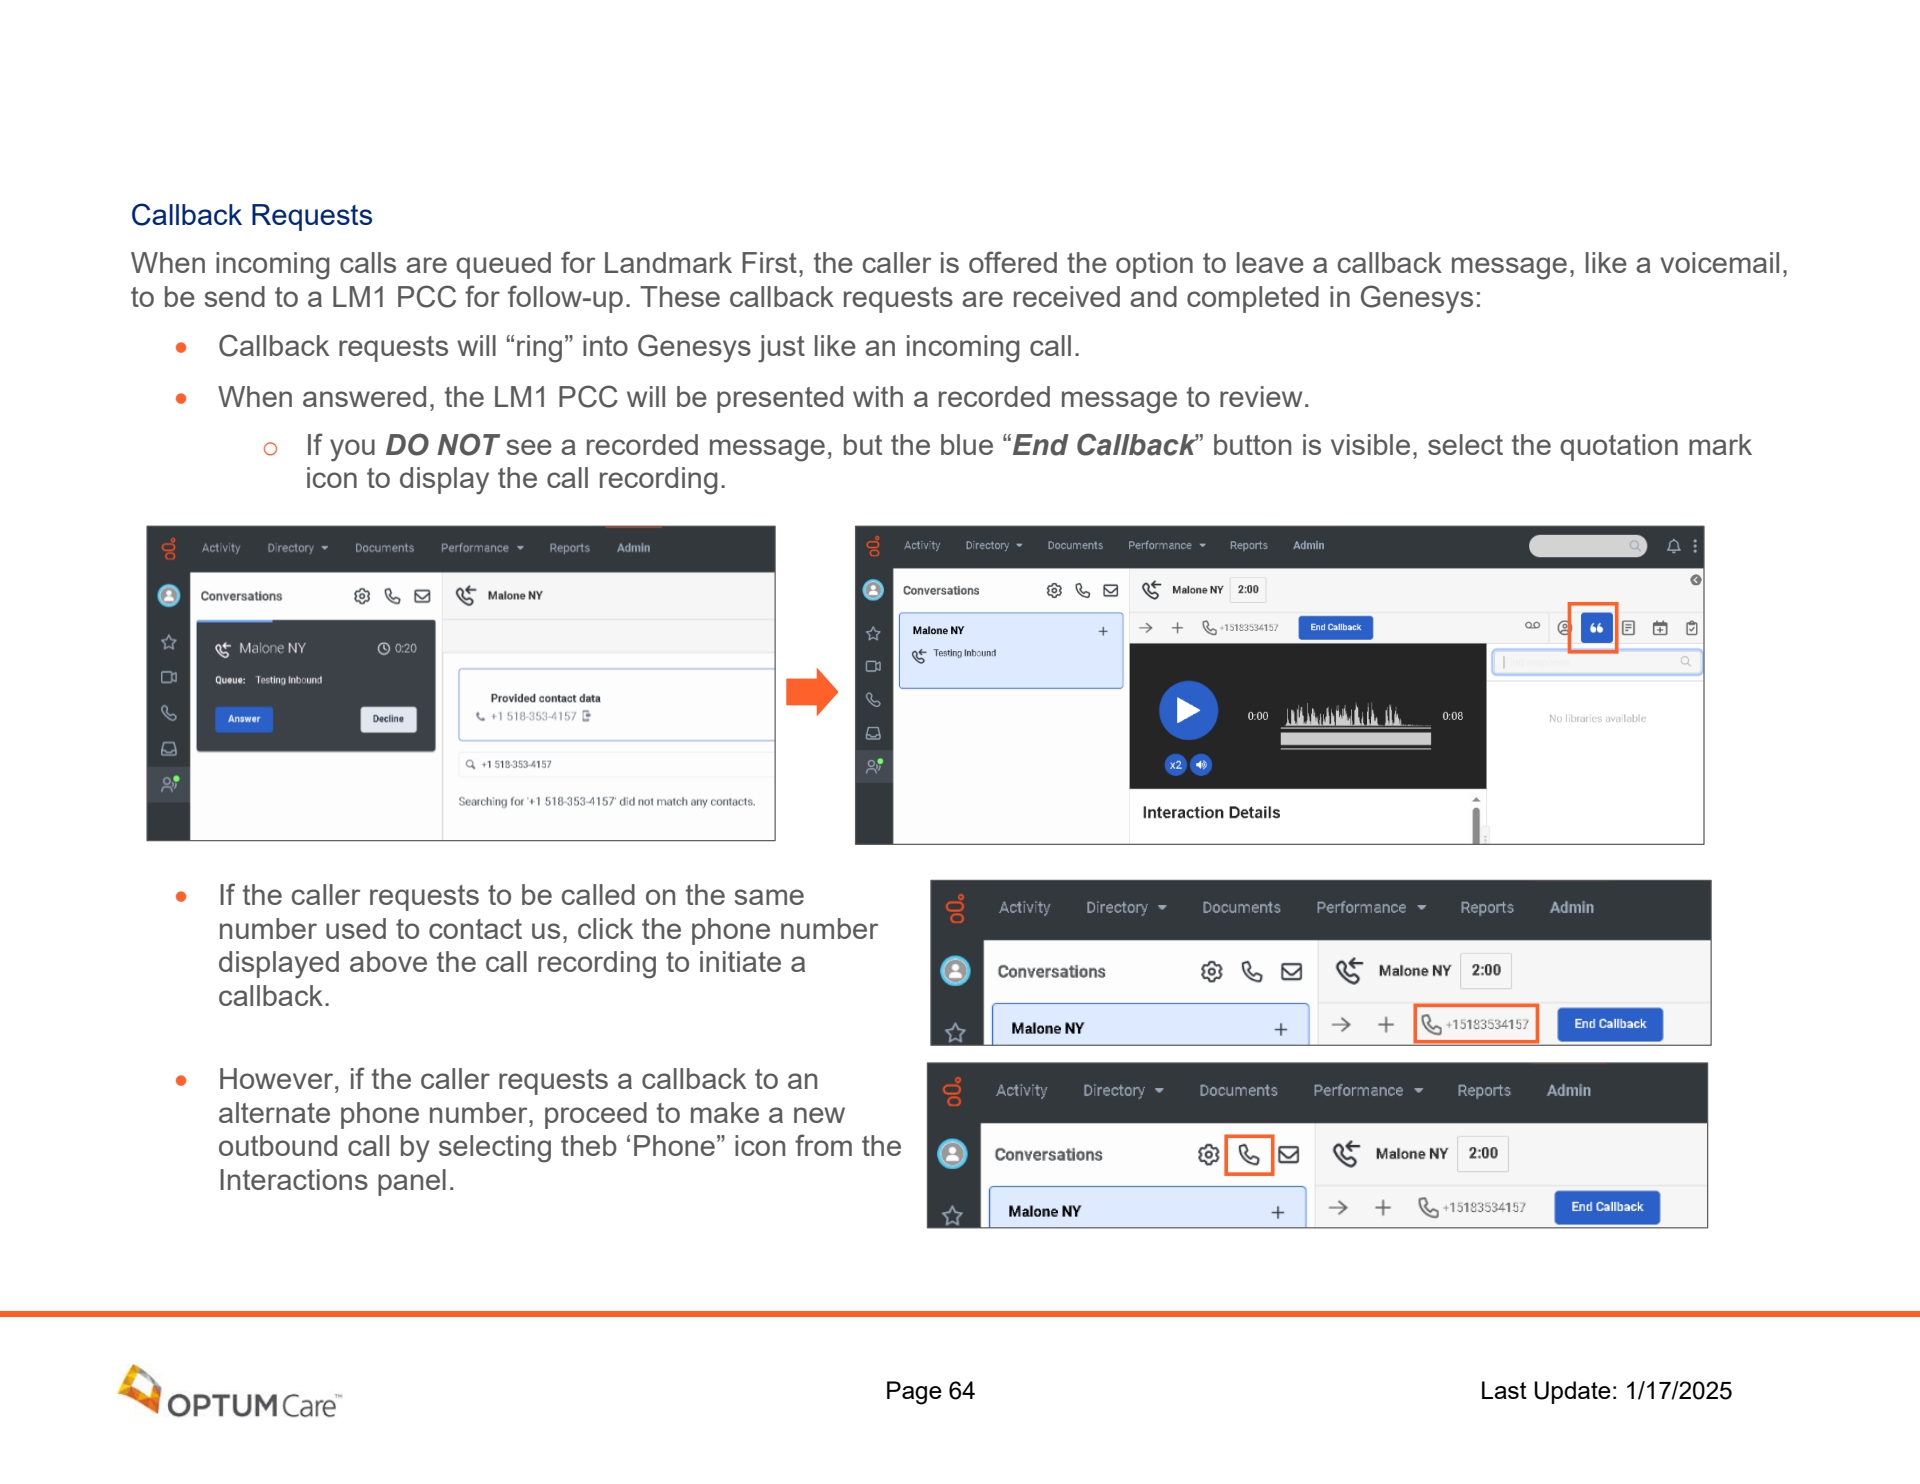 Callback Requests
When incoming calls are queued for Landmark First, the caller is offered the option to leave a callback message, like a voicemail,
to be send to a LM1 PCC for follow-up. These callback requests are received and completed in Genesys:
• Callback requests will “ring” into Genesys just like an incoming call.
• When answered, the LM1 PCC will be presented with a recorded message to review.
o If you DO NOT see a recorded message, but the blue “End Callback” button is visible, select the quotation mark
icon to display the call recording.
Activity Directory Documents Performance Reports Admin
Conversations
Malone NY
Malone NY 0:20
Queue: Testing Inbound
Answer Decline
Provided contact data
+1 518-353-4157
+1 518-353-4157
Searching for '+1 518-353-4157' did not match any contacts.
Activity Directory Documents Performance Reports Admin
Conversations
Malone NY 2:00
Malone NY
Testing Inbound
+15183534157 End Callback
0:00 0:08
x2
No libraries available
Interaction Details
• If the caller requests to be called on the same
number used to contact us, click the phone number
displayed above the call recording to initiate a
callback.
Activity Directory Documents Performance Reports Admin
Conversations
Malone NY 2:00
Malone NY
+15183534157 End Callback
• However, if the caller requests a callback to an
alternate phone number, proceed to make a new
outbound call by selecting theb ‘Phone” icon from the
Interactions panel.
Activity Directory Documents Performance Reports Admin
Conversations
Malone NY 2:00
Malone NY
+15183534157 End Callback
OPTUM Care™
Page 64
Last Update: 1/17/2025